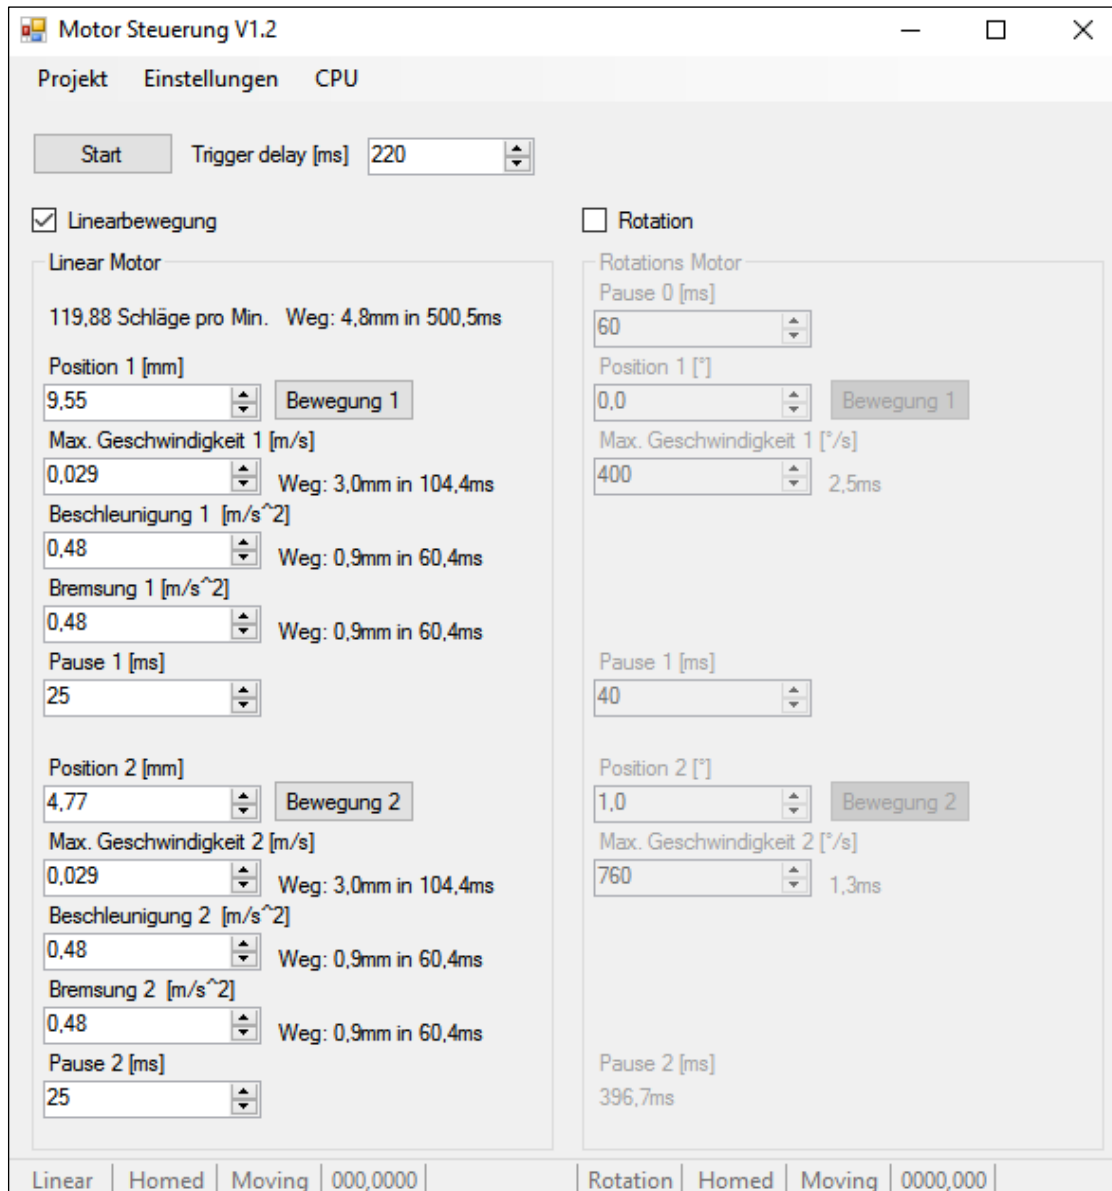 Motor Steuerung V1.2
Projekt Einstellungen CPU
Start Trigger delay [ms] 220
Linearbewegung
Linear Motor
119,88 Schläge pro Min. Weg: 4,8mm in 500,5ms
Position 1 [mm]
9,55 Bewegung 1
Max. Geschwindigkeit 1 [m/s]
0,029 Weg: 3,0mm in 104,4ms
Beschleunigung 1 [m/s^2]
0,48 Weg: 0,9mm in 60,4ms
Bremsung 1 [m/s^2]
0,48 Weg: 0,9mm in 60,4ms
Pause 1 [ms]
25
Position 2 [mm]
4,77 Bewegung 2
Max. Geschwindigkeit 2 [m/s]
0,029 Weg: 3,0mm in 104,4ms
Beschleunigung 2 [m/s^2]
0,48 Weg: 0,9mm in 60,4ms
Bremsung 2 [m/s^2]
0,48 Weg: 0,9mm in 60,4ms
Pause 2 [ms]
25
Rotation
Rotations Motor
Pause 0 [ms]
60
Position 1 [°]
0,0 Bewegung 1
Max. Geschwindigkeit 1 [°/s]
400 2,5ms
Pause 1 [ms]
40
Position 2 [°]
1,0 Bewegung 2
Max. Geschwindigkeit 2 [°/s]
760 1,3ms
Pause 2 [ms]
396,7ms
Linear Homed Moving 000,0000 Rotation Homed Moving 0000,000